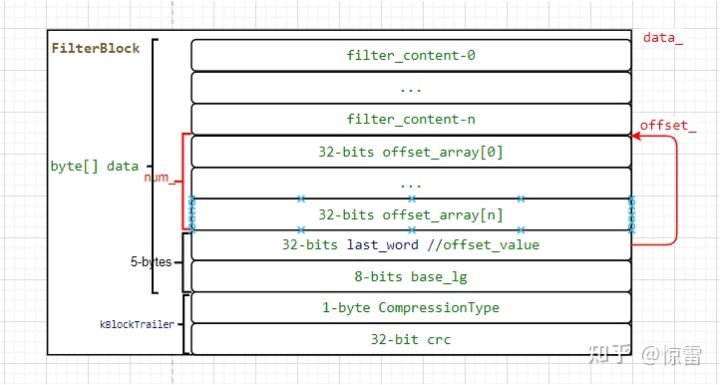 FilterBlock
data_
filter_content-0
...
filter_content-n
offset_
byte[] data
num_
32-bits offset_array[0]
...
32-bits offset_array[n]
5-bytes
32-bits last_word //offset_value
8-bits base_lg
kBlockTrailer
1-byte CompressionType
32-bit crc
知乎 @惊雷